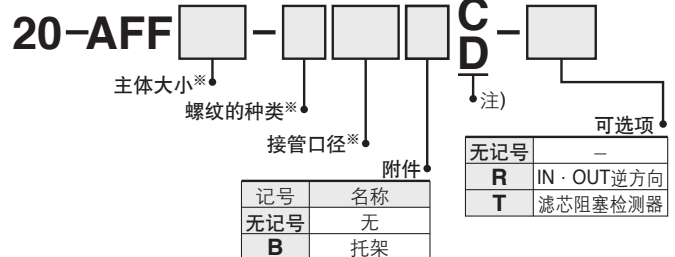 20-AFF - C -
D
主体大小※
注)
螺纹的种类※
可选项
接管口径※
无记号 –
附件
R IN · OUT逆方向
记号 名称
T 滤芯阻塞检测器
无记号 无
B 托架